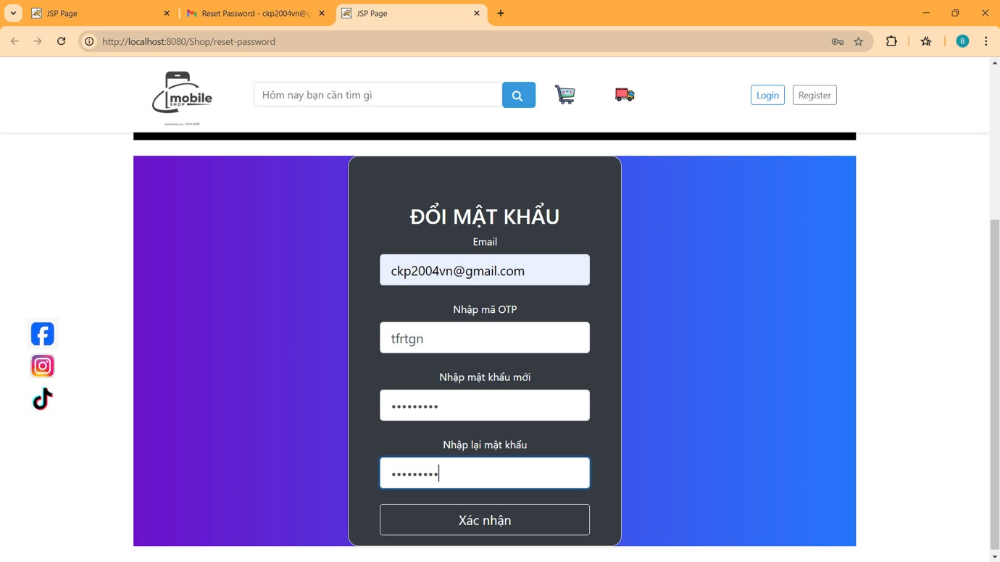 JSP Page
Reset Password - ckp2004vn@g
JSP Page
http://localhost:8080/Shop/reset-password
B
mobile
SHOP
Hôm nay bạn cần tìm gì
Login
Register
ĐỔI MẬT KHẨU
Email
ckp2004vn@gmail.com
Nhập mã OTP
tfrtgn
Nhập mật khẩu mới
•••••••••
Nhập lại mật khẩu
•••••••••
Xác nhận